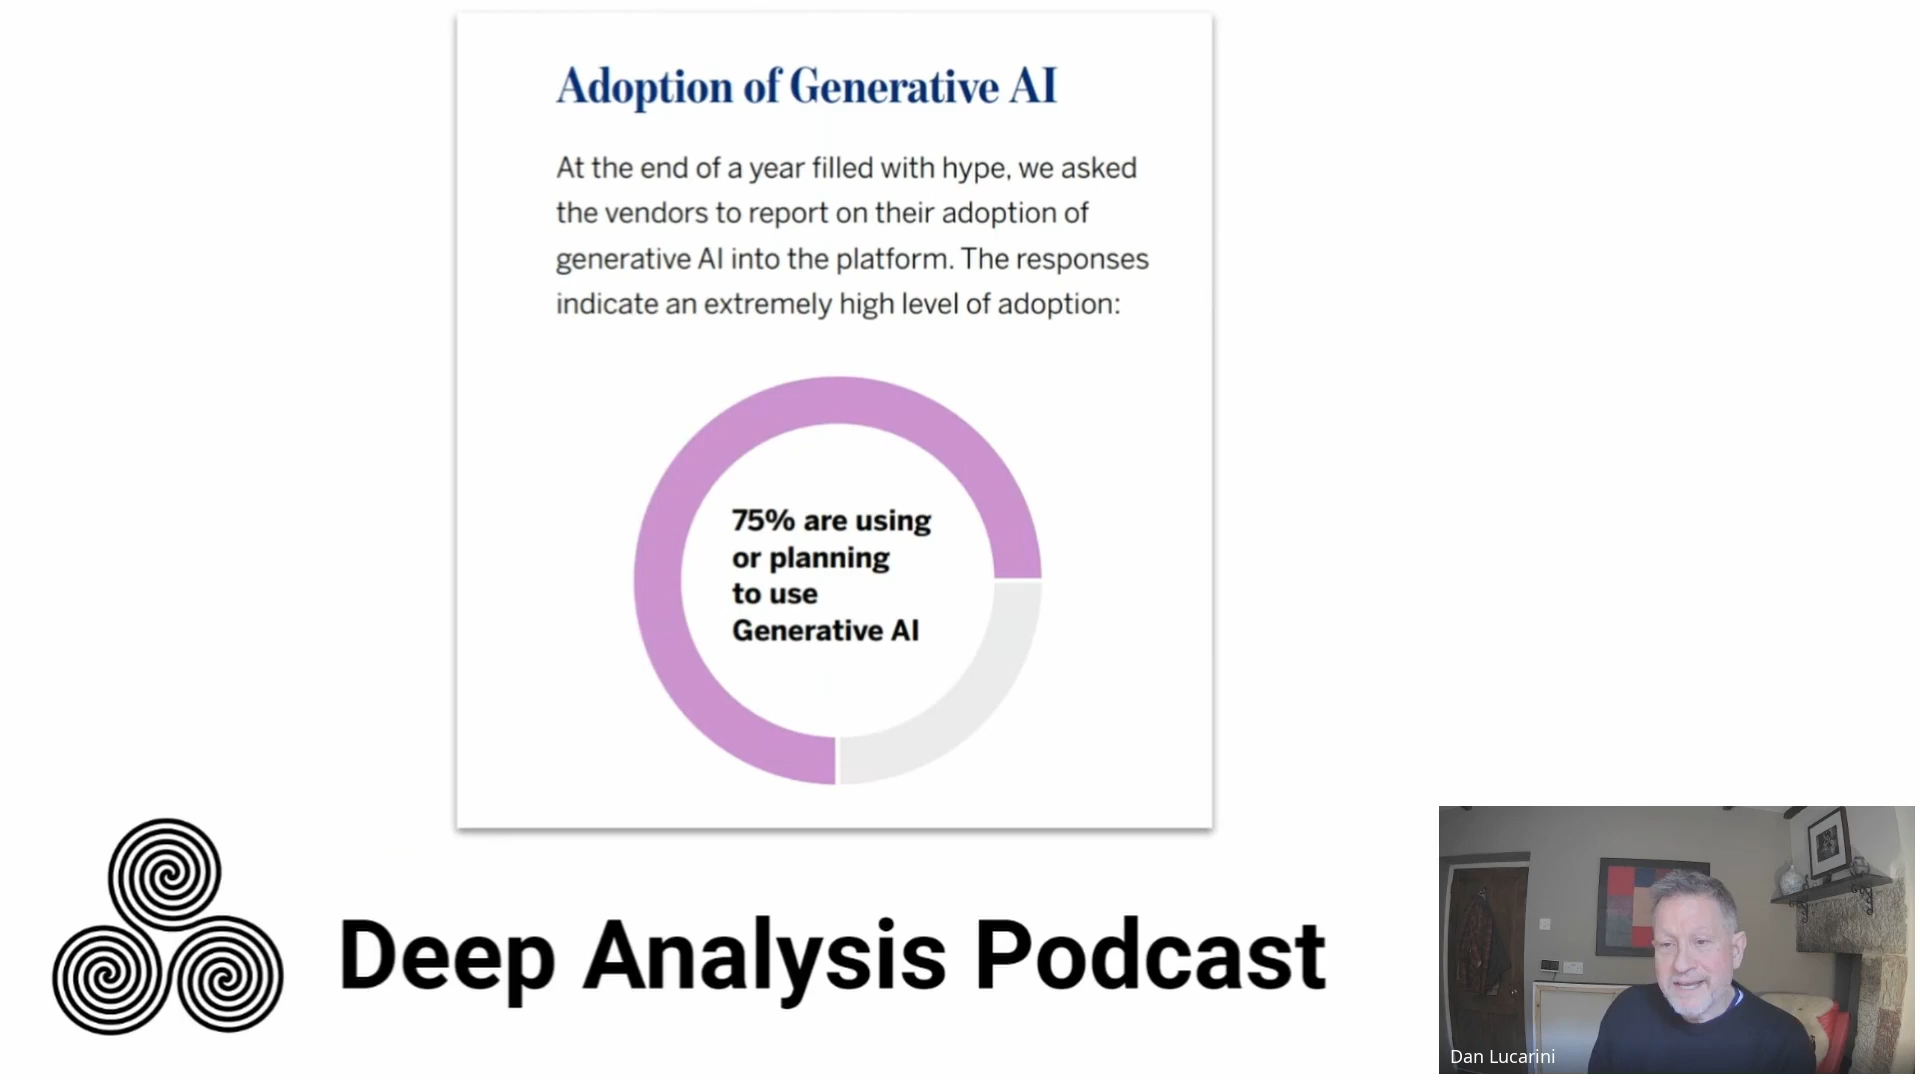 Adoption of Generative AI
At the end of a year filled with hype, we asked
the vendors to report on their adoption of
generative AI into the platform. The responses
indicate an extremely high level of adoption:
75% are using
or planning
to use
Generative AI
Deep Analysis Podcast
Dan Lucarini